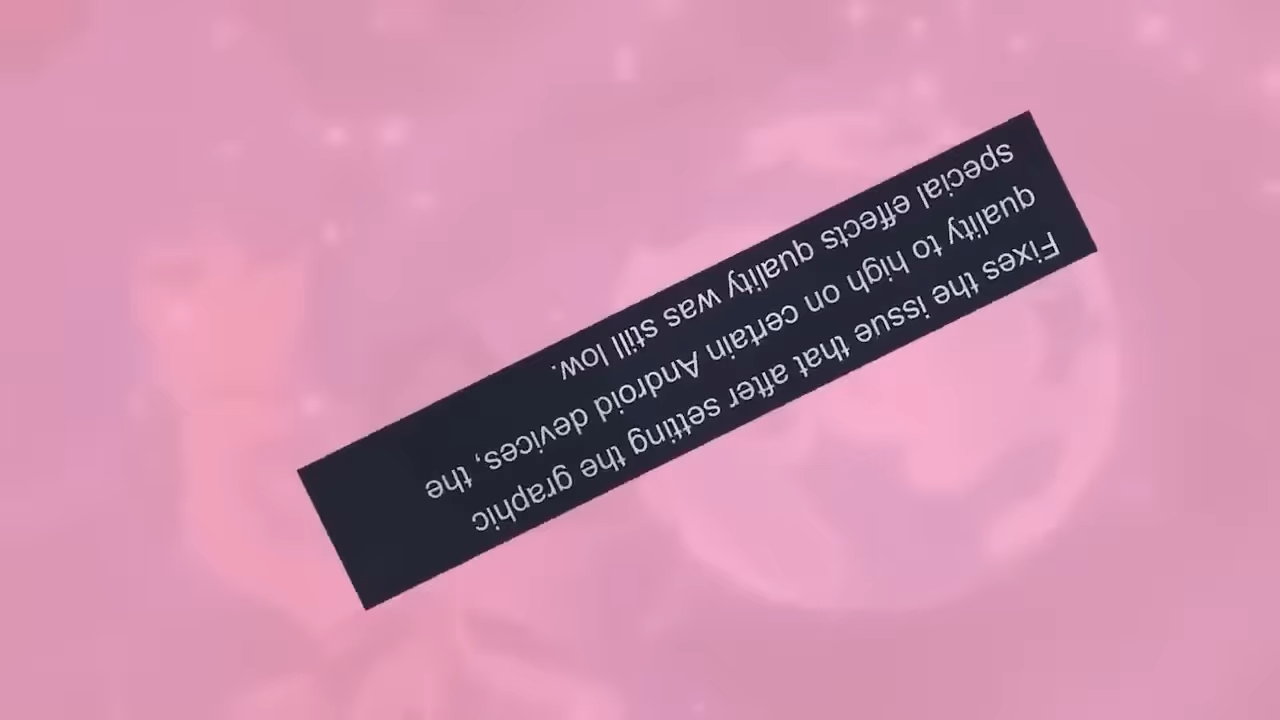 Fixes the issue that after setting the graphic
quality to high on certain Android devices, the
special effects quality was still low.